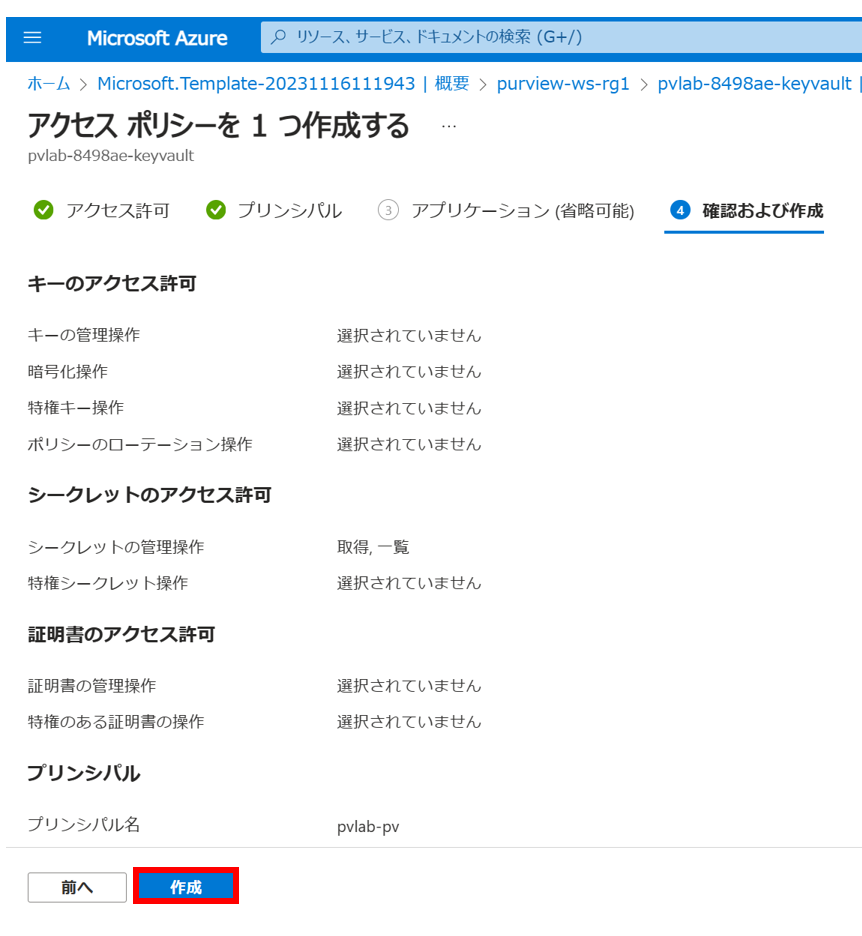 Microsoft Azure リソース、サービス、ドキュメントの検索 (G+/)
ホーム > Microsoft.Template-20231116111943 | 概要 > purview-ws-rg1 > pvlab-8498ae-keyvault |
アクセス ポリシーを 1 つ作成する …
pvlab-8498ae-keyvault
アクセス許可 プリンシパル 3 アプリケーション (省略可能) 4 確認および作成
キーのアクセス許可
キーの管理操作 選択されていません
暗号化操作 選択されていません
特権キー操作 選択されていません
ポリシーのローテーション操作 選択されていません
シークレットのアクセス許可
シークレットの管理操作 取得, 一覧
特権シークレット操作 選択されていません
証明書のアクセス許可
証明書の管理操作 選択されていません
特権のある証明書の操作 選択されていません
プリンシパル
プリンシパル名 pvlab-pv
前へ 作成